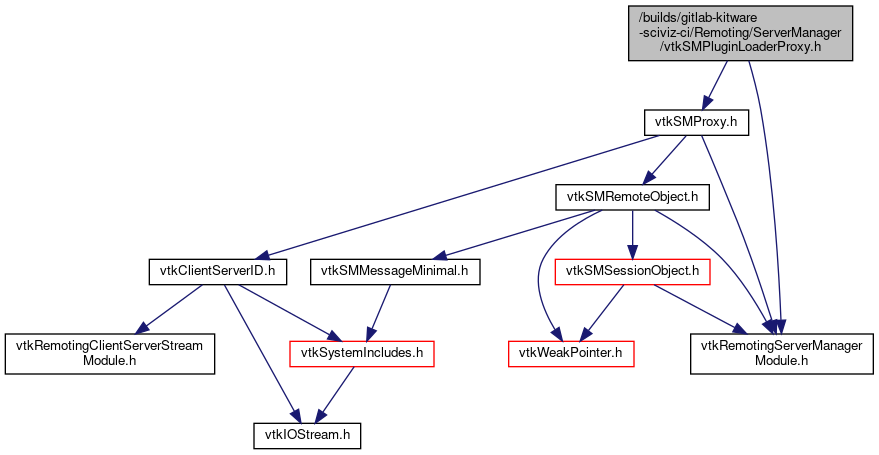 /builds/gitlab-kitware
-sciviz-ci/Remoting/ServerManager
/vtkSMPluginLoaderProxy.h
vtkSMProxy.h
vtkSMRemoteObject.h
vtkClientServerID.h
vtkSMMessageMinimal.h
vtkSMSessionObject.h
vtkRemotingClientServerStream
Module.h
vtkSystemIncludes.h
vtkWeakPointer.h
vtkRemotingServerManager
Module.h
vtkIOStream.h